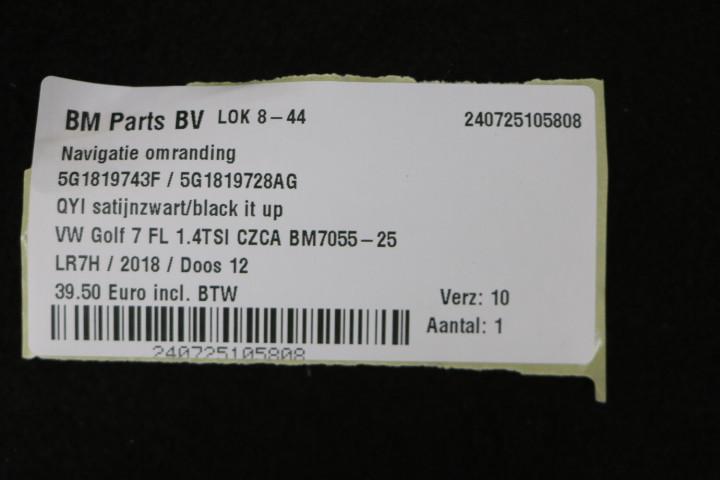 BM Parts BV LOK 8-44 240725105808
Navigatie omranding
5G1819743F / 5G1819728AG
QYI satijnzwart/black it up
VW Golf 7 FL 1.4TSI CZCA BM7055-25
LR7H / 2018 / Doos 12
39.50 Euro incl. BTW Verz: 10
Aantal: 1
240725105808